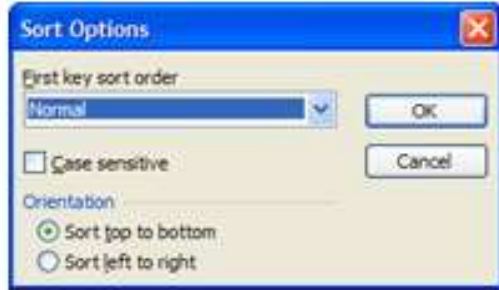 Sort Options
First key sort order
Normal
OK
Case sensitive
Cancel
Orientation
Sort top to bottom
Sort left to right